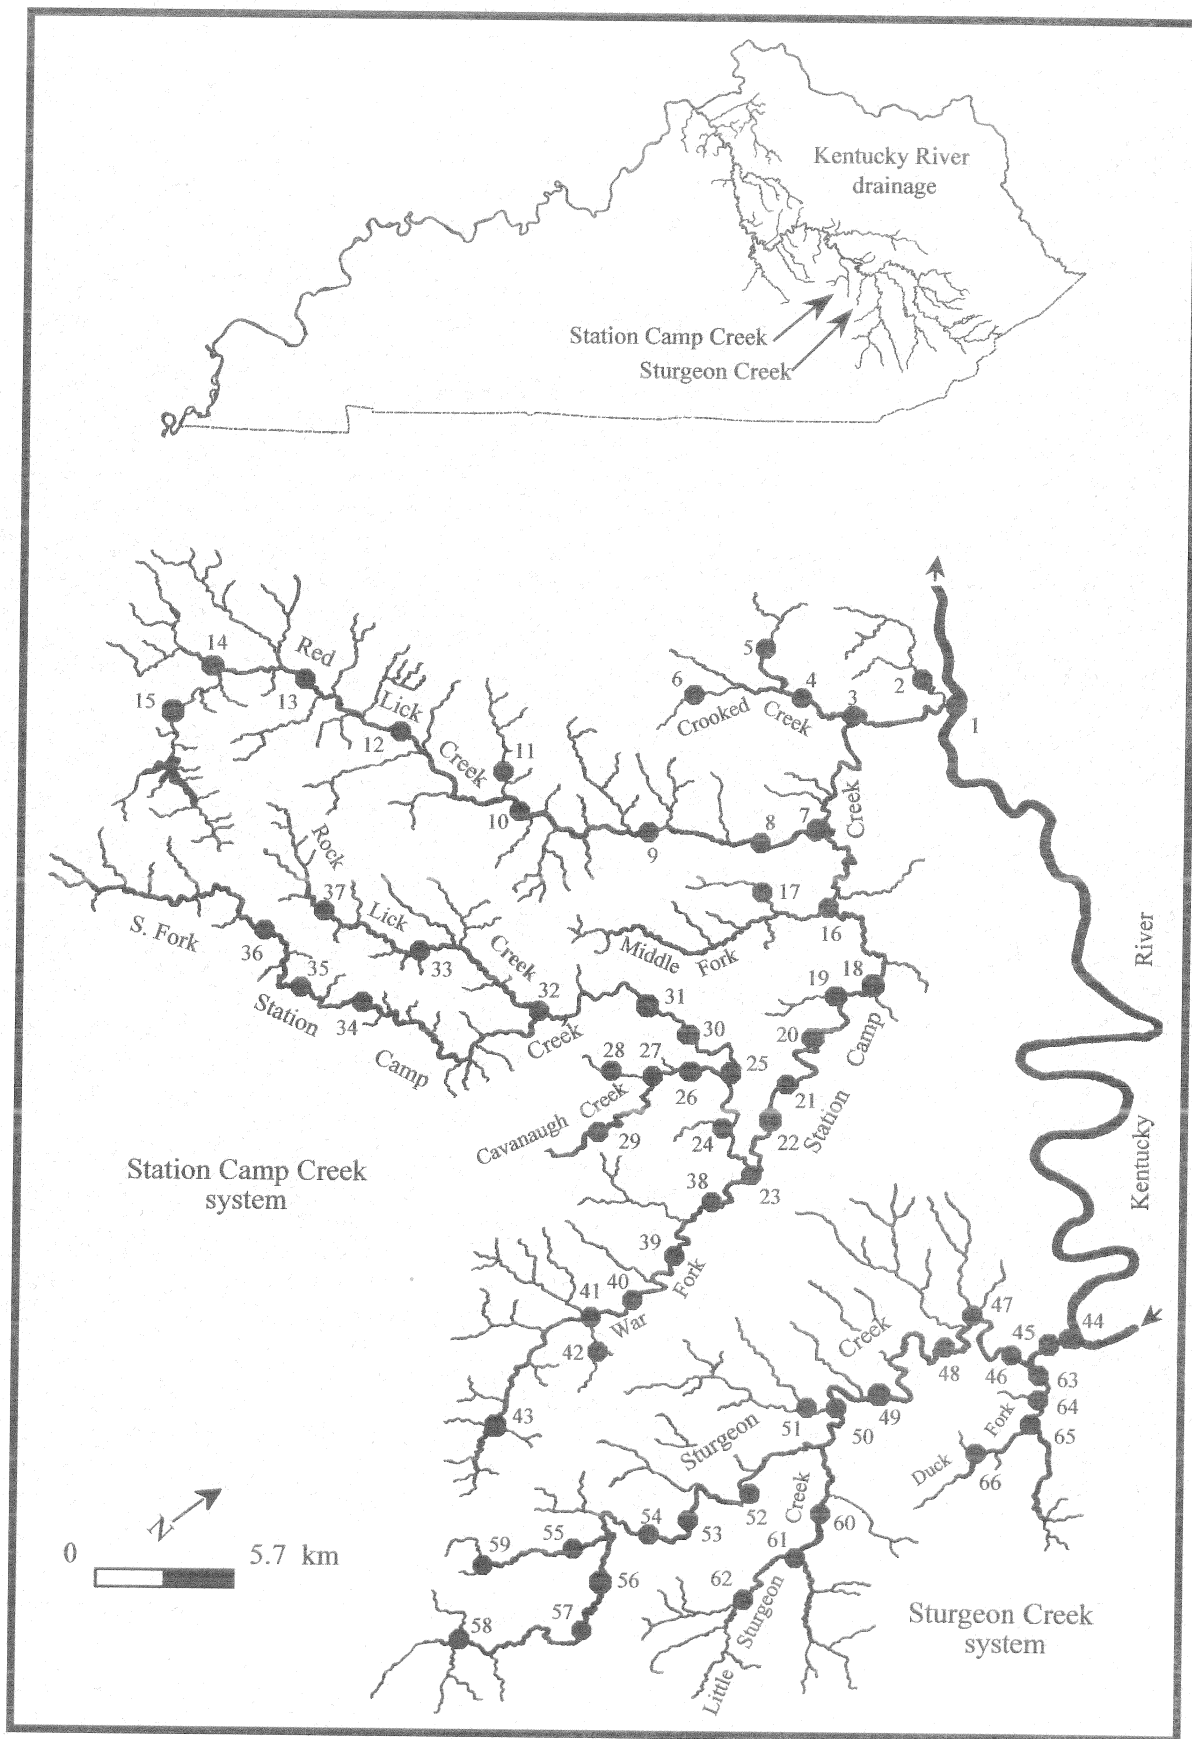 Kentucky River
drainage
Station Camp Creek
Sturgeon Creek
14
Red
15
13
Lick
12
Creek
11
10
5
6
4
3
2
1
Crooked Creek
Creek
9
8
7
Rock
37
Lick
33
Creek
32
17
16
Middle Fork
S. Fork
36
35
34
Station
Camp
Creek
31
30
19
18
20
Camp
28
27
26
25
21
Cavanaugh Creek
29
24
22
Station
23
River
Kentucky
Station Camp Creek
system
38
39
Fork
41
40
War
42
43
47
44
45
Creek
48
46
63
49
64
Fork
51
50
65
Sturgeon
Duck
66
52
Creek
60
N
54
53
59
55
61
0
5.7 km
56
62
Sturgeon
57
58
Little
Sturgeon Creek
system